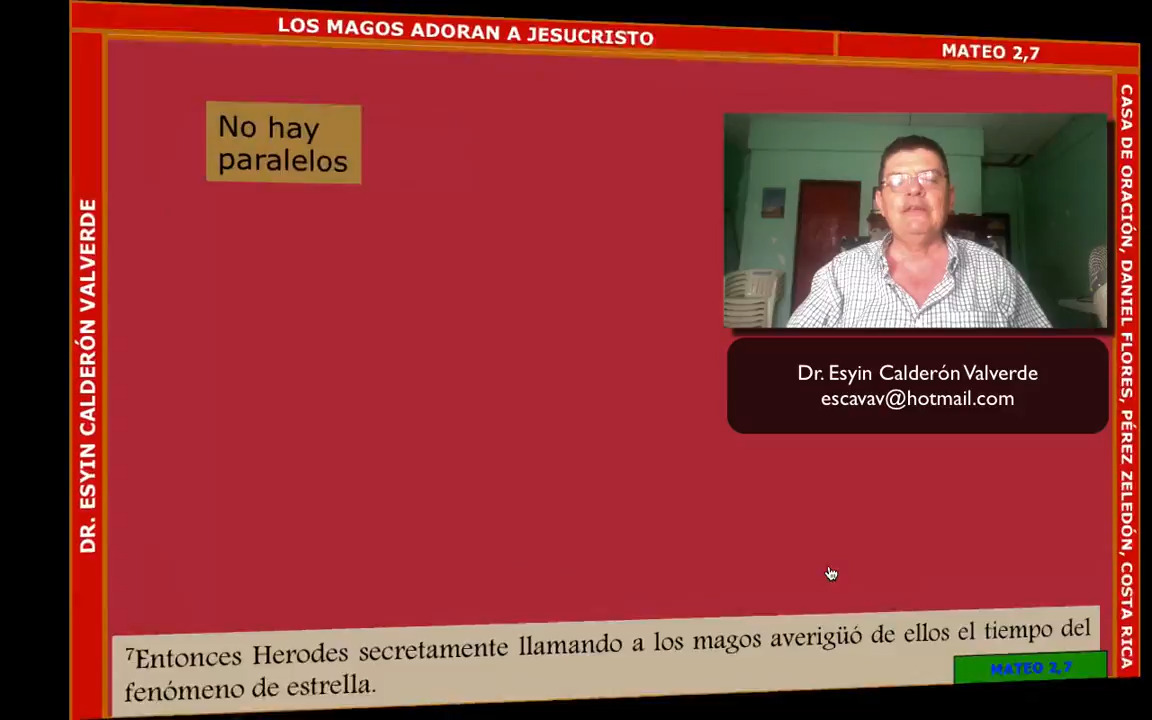 LOS MAGOS ADORAN A JESUCRISTO
MATEO 2,7
DR. ESYIN CALDERÓN VALVERDE
No hay
paralelos
CASA DE ORACIÓN, DANIEL FLORES, PÉREZ ZELEDÓN, COSTA RICA
Dr. Esyin Calderón Valverde
escavav@hotmail.com
⁷Entonces Herodes secretamente llamando a los magos averigüó de ellos el tiempo del
fenómeno de estrella.
MATEO 2,7